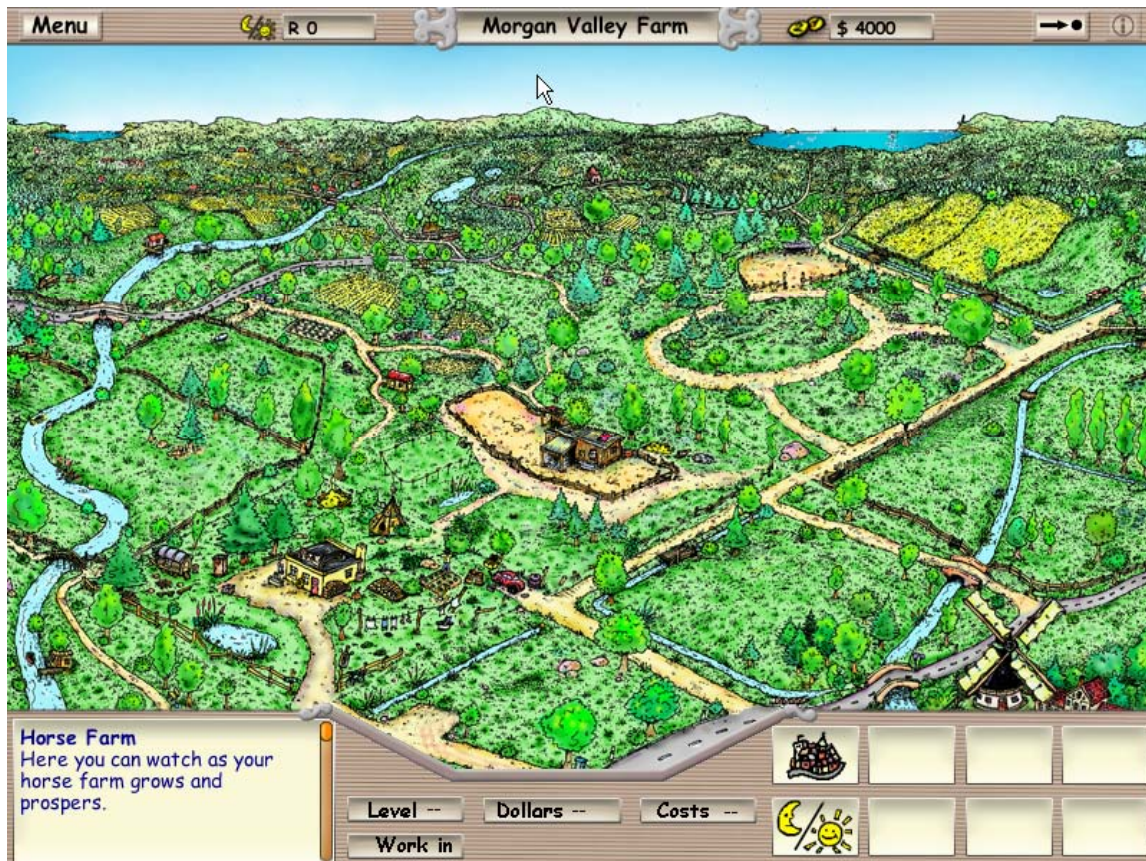 Menu
R 0
Morgan Valley Farm
$ 4000
Horse Farm
Here you can watch as your
horse farm grows and
prospers.
Level --
Dollars --
Costs --
Work in